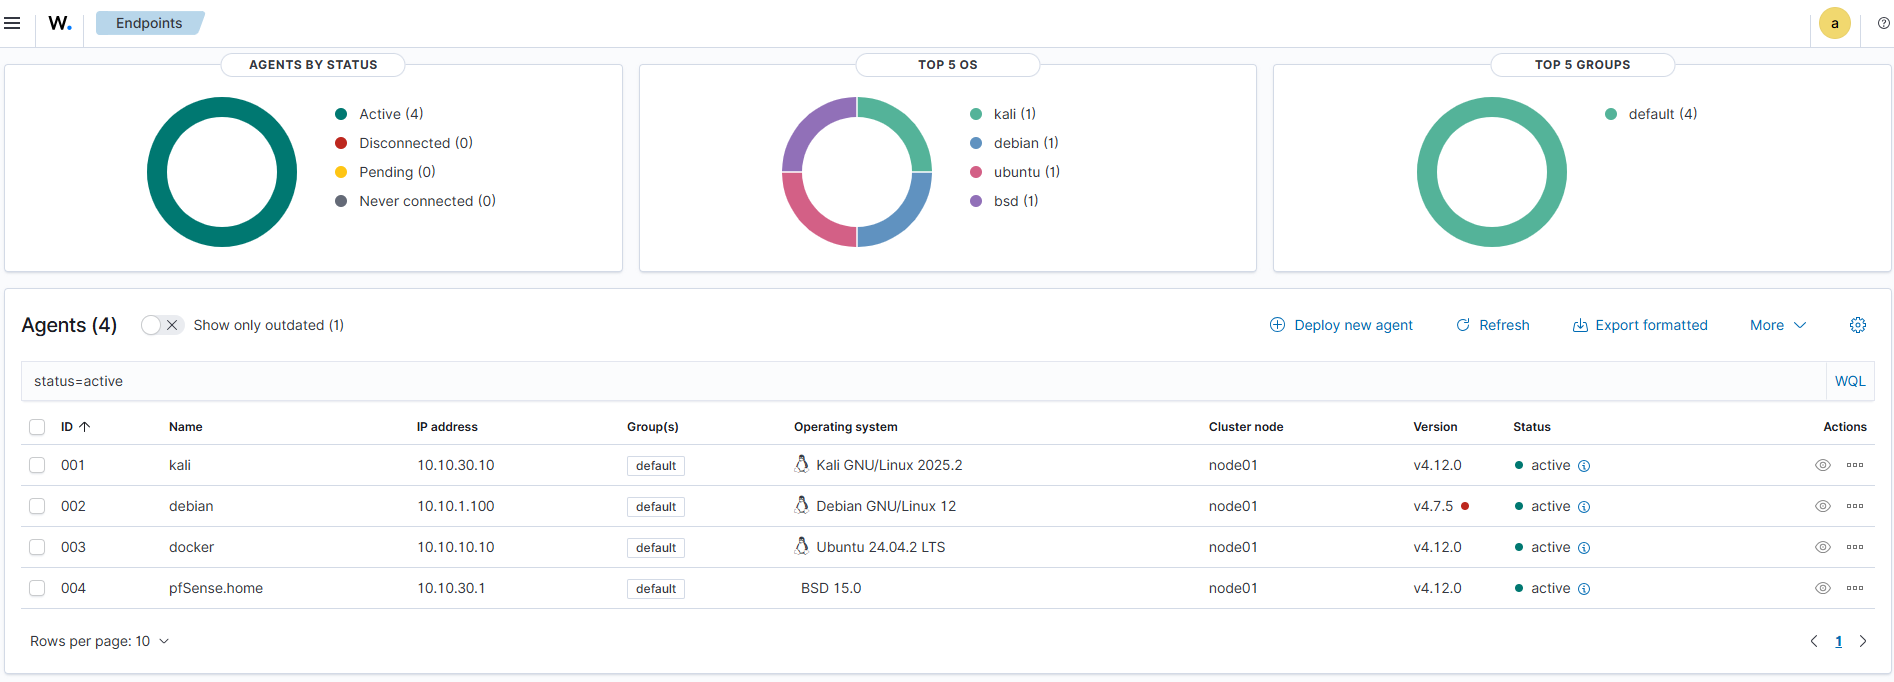 W. Endpoints a
AGENTS BY STATUS
Active (4)
Disconnected (0)
Pending (0)
Never connected (0)
TOP 5 OS
kali (1)
debian (1)
ubuntu (1)
bsd (1)
TOP 5 GROUPS
default (4)
Agents (4) Show only outdated (1) Deploy new agent Refresh Export formatted More
status=active WQL
ID Name IP address Group(s) Operating system Cluster node Version Status Actions
001 kali 10.10.30.10 default Kali GNU/Linux 2025.2 node01 v4.12.0 active
002 debian 10.10.1.100 default Debian GNU/Linux 12 node01 v4.7.5 active
003 docker 10.10.10.10 default Ubuntu 24.04.2 LTS node01 v4.12.0 active
004 pfSense.home 10.10.30.1 default BSD 15.0 node01 v4.12.0 active
Rows per page: 10 1